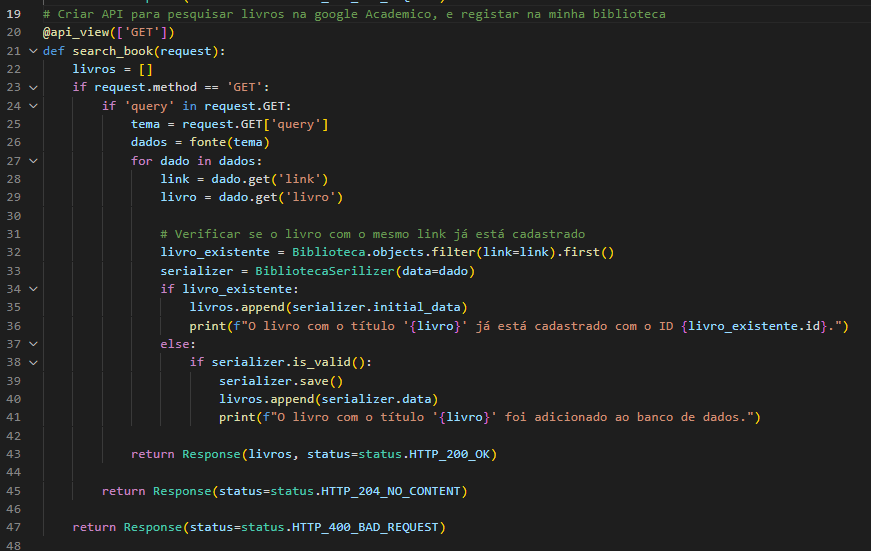 19 # Criar API para pesquisar livros na google Academico, e registar na minha biblioteca
20 @api_view(['GET'])
21 def search_book(request):
22     livros = []
23     if request.method == 'GET':
24         if 'query' in request.GET:
25             tema = request.GET['query']
26             dados = fonte(tema)
27             for dado in dados:
28                 link = dado.get('link')
29                 livro = dado.get('livro')
30
31                 # Verificar se o livro com o mesmo link já está cadastrado
32                 livro_existente = Biblioteca.objects.filter(link=link).first()
33                 serializer = BibliotecaSerilizer(data=dado)
34                 if livro_existente:
35                     livros.append(serializer.initial_data)
36                     print(f"O livro com o título '{livro}' já está cadastrado com o ID {livro_existente.id}.")
37                 else:
38                     if serializer.is_valid():
39                         serializer.save()
40                         livros.append(serializer.data)
41                         print(f"O livro com o título '{livro}' foi adicionado ao banco de dados.")
42
43             return Response(livros, status=status.HTTP_200_OK)
44
45         return Response(status=status.HTTP_204_NO_CONTENT)
46
47     return Response(status=status.HTTP_400_BAD_REQUEST)
48